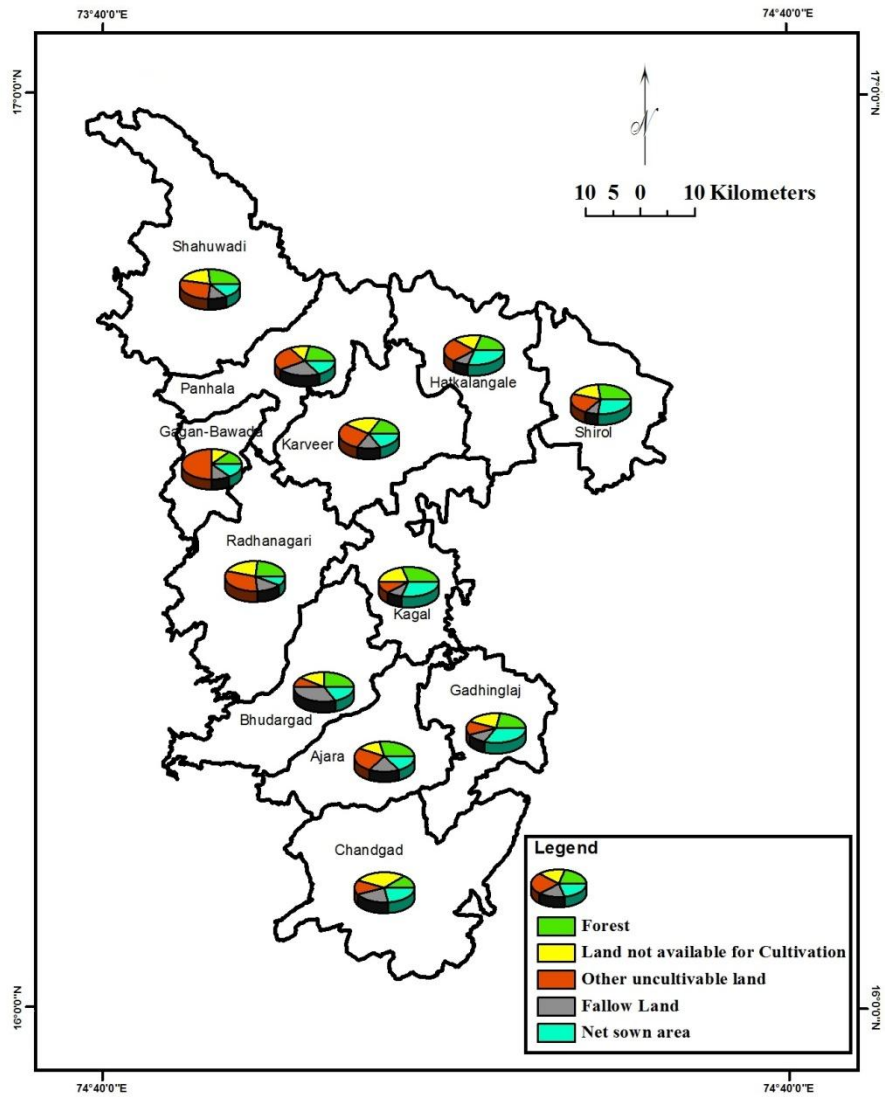 73°40'0"E
74°40'0"E
17°0'0"N
17°0'0"N
N
10 5 0 10 Kilometers
Shahuwadi
Panhala
Hatkalangale
Gagan-Bawada
Karveer
Shirol
Radhanagari
Kagal
Bhudargad
Gadhinglaj
Ajara
Chandgad
Legend
Forest
Land not available for Cultivation
Other uncultivable land
Fallow Land
Net sown area
16°0'0"N
16°0'0"N
74°40'0"E
74°40'0"E